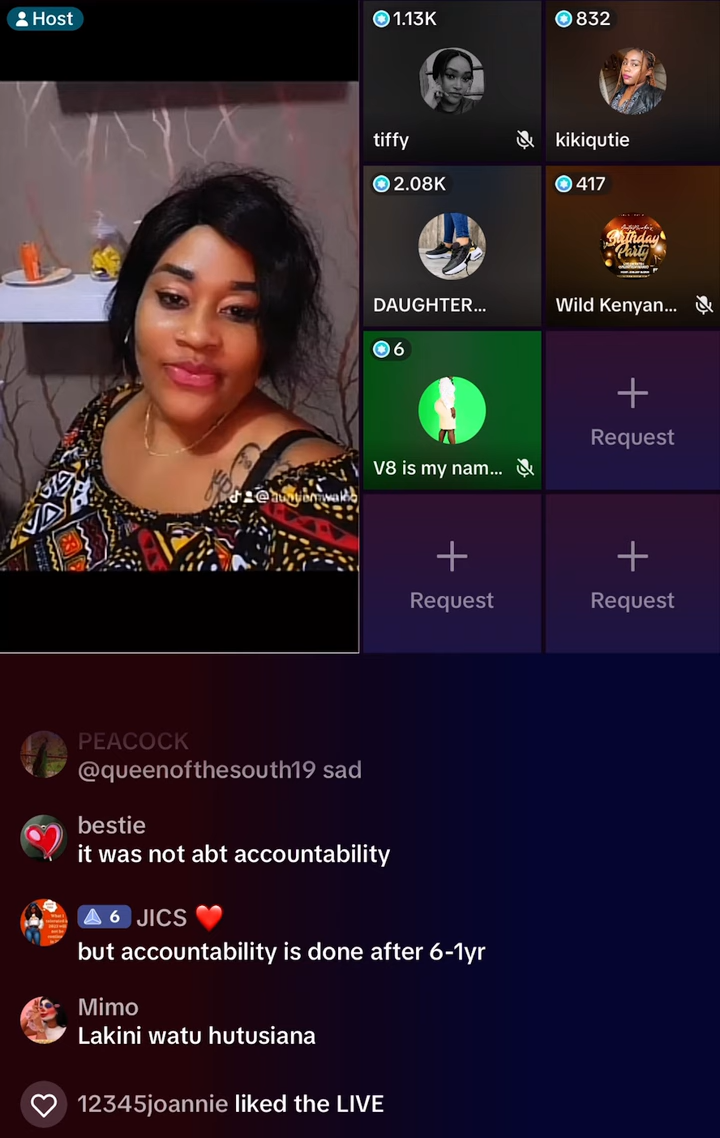 Host
1.13K
832
tiffy
kikiqutie
2.08K
417
Birthday
Party
DAUGHTER...
Wild Kenyan...
6
V8 is my nam...
Request
Request
Request
PEACOCK
@queenofthesouth19 sad
bestie
it was not abt accountability
6 JICS ❤️
but accountability is done after 6-1yr
Mimo
Lakini watu hutusiana
12345joannie liked the LIVE